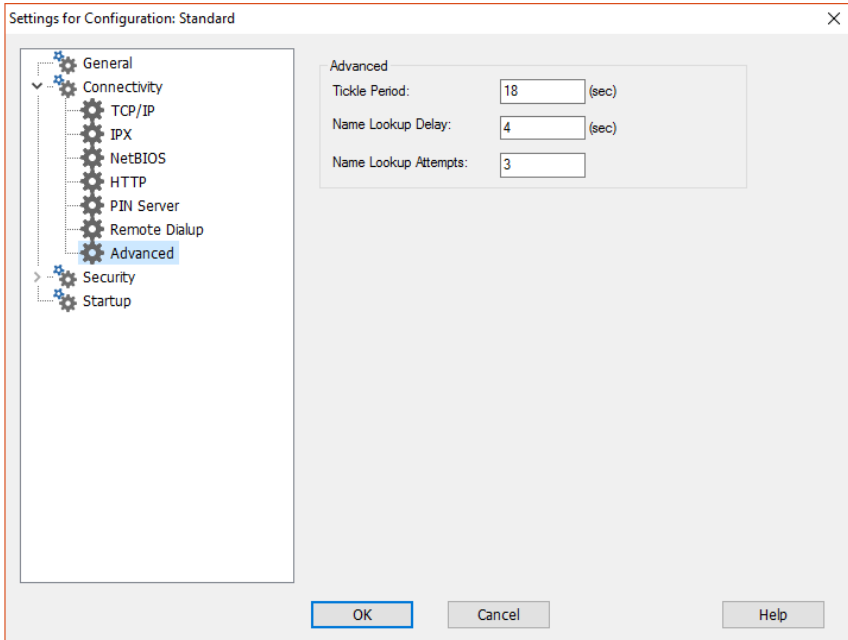 Settings for Configuration: Standard
General
Connectivity
TCP/IP
IPX
NetBIOS
HTTP
PIN Server
Remote Dialup
Advanced
Security
Startup
Advanced
Tickle Period: 18 (sec)
Name Lookup Delay: 4 (sec)
Name Lookup Attempts: 3
OK Cancel Help